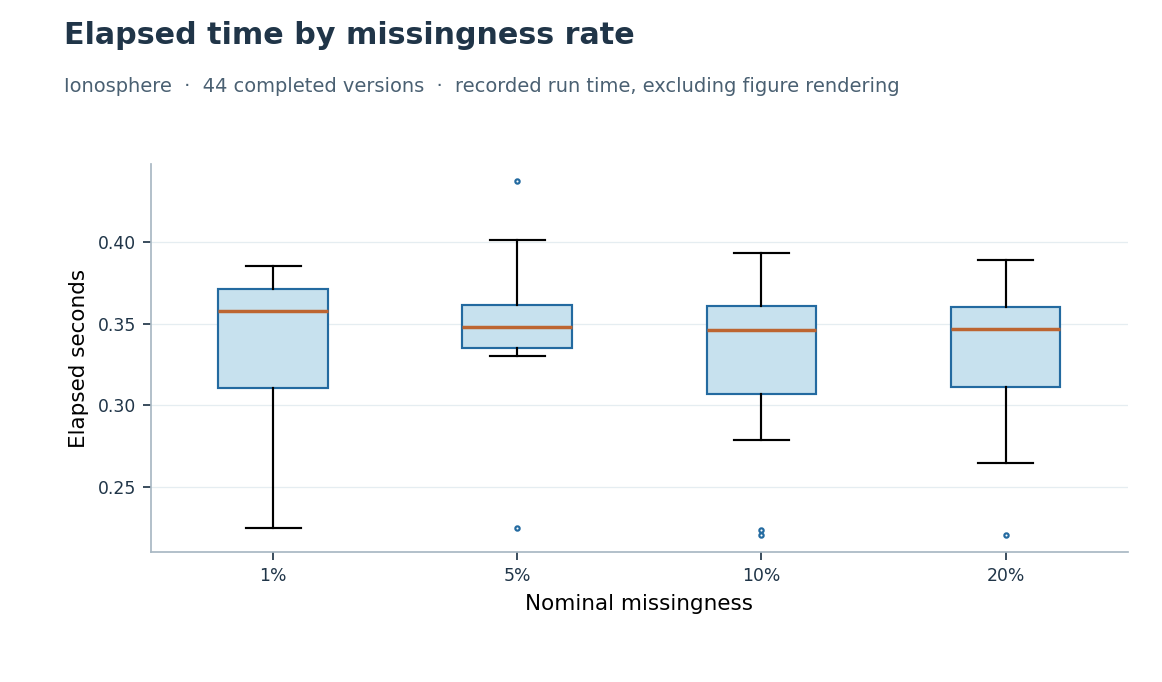 Elapsed time by missingness rate
Ionosphere · 44 completed versions · recorded run time, excluding figure rendering
Elapsed seconds
0.40
0.35
0.30
0.25
1% 5% 10% 20%
Nominal missingness